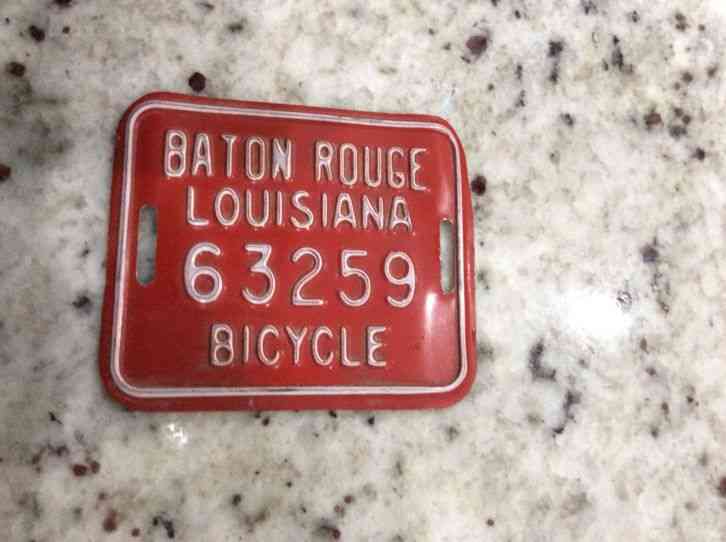 BATON ROUGE
LOUISIANA
63259
BICYCLE